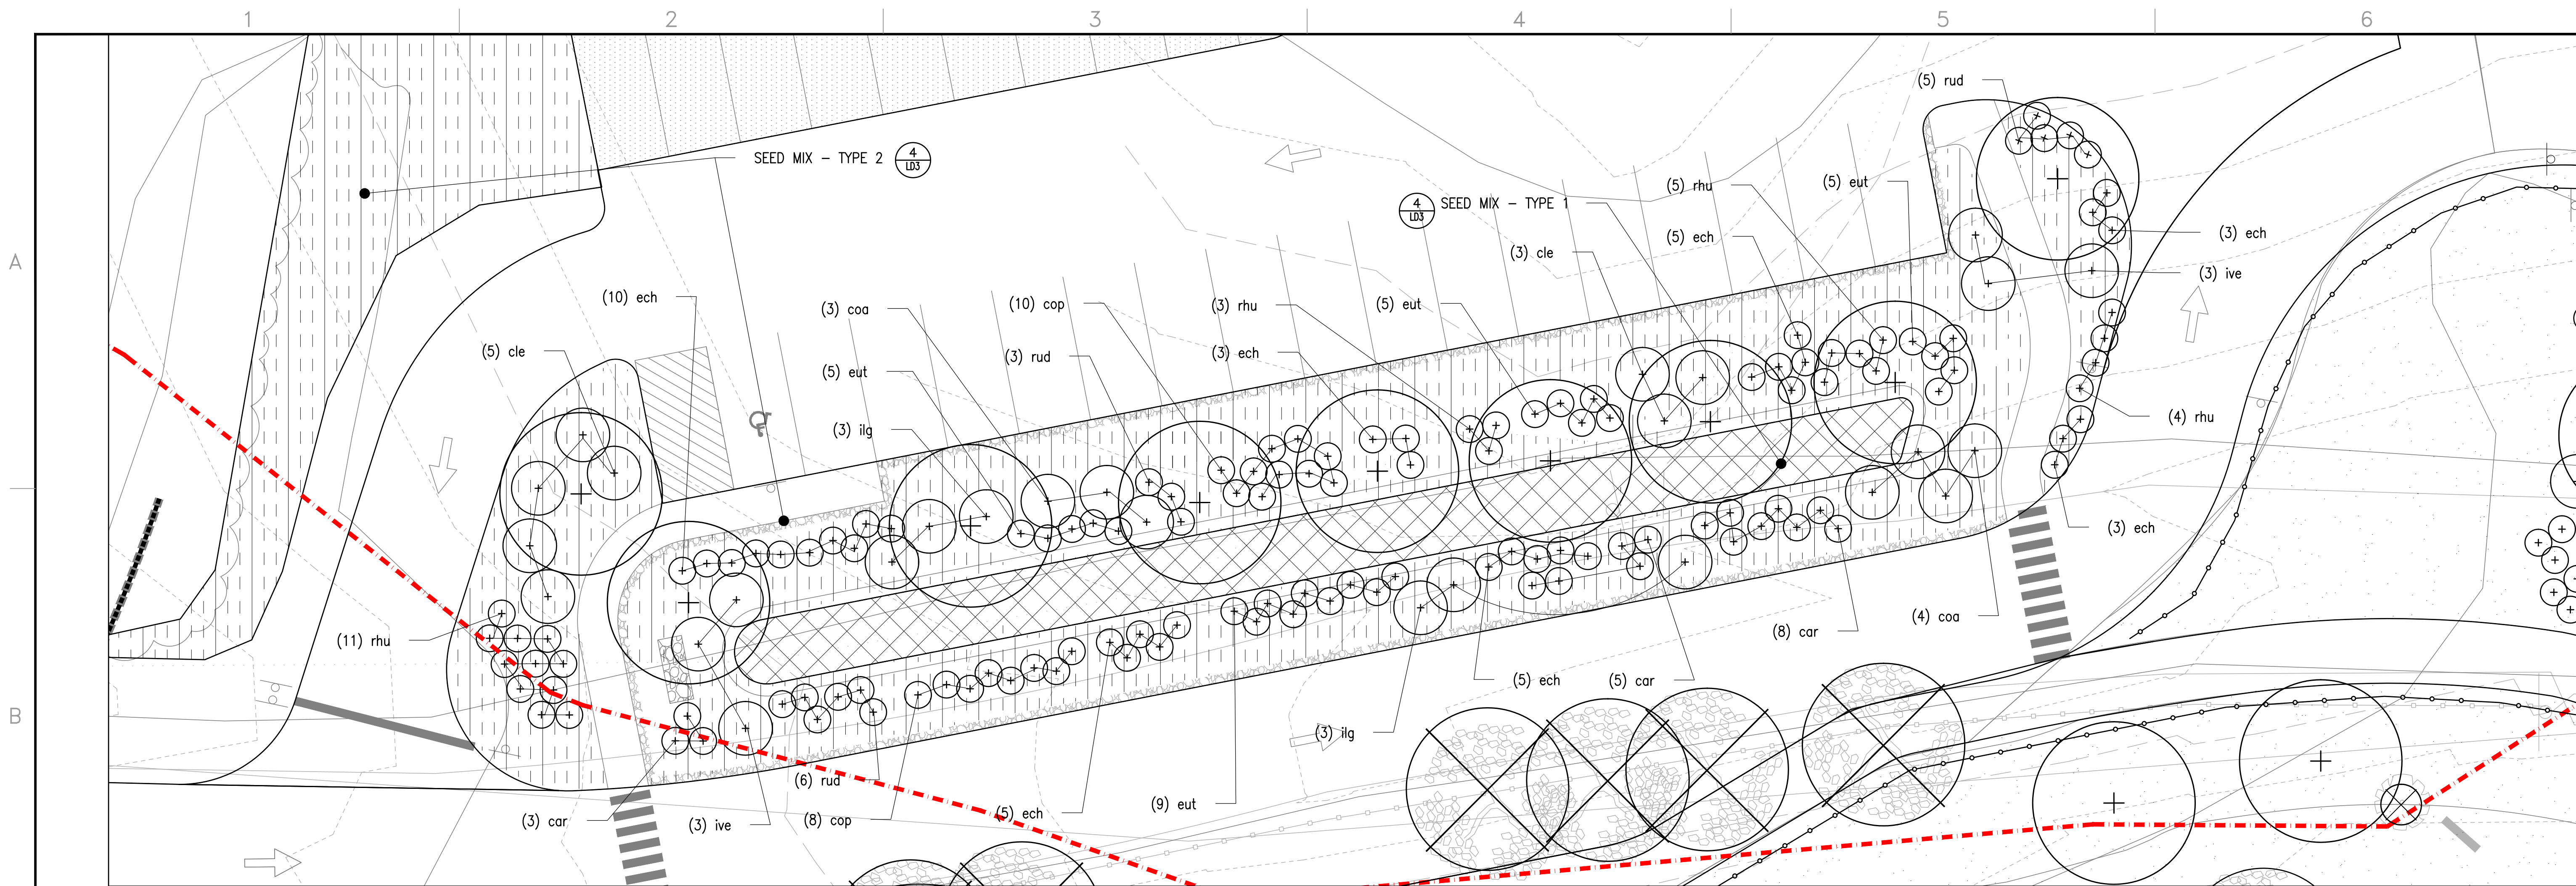 1 2 3 4 5 6
(5) rud
SEED MIX - TYPE 2
4
LD3
(5) rhu
(5) eut
4
LD3
SEED MIX - TYPE 1
(3) ech
(5) ech
(3) cle
A
(3) ive
(10) ech
(3) coa
(10) cop
(3) rhu
(5) eut
(5) cle
(3) rud
(3) ech
(5) eut
(4) rhu
(3) ilg
(3) ech
(4) coa
(11) rhu
(8) car
(5) ech
(5) car
B
(3) ilg
(6) rud
(9) eut
(5) ech
(3) car
(3) ive
(8) cop